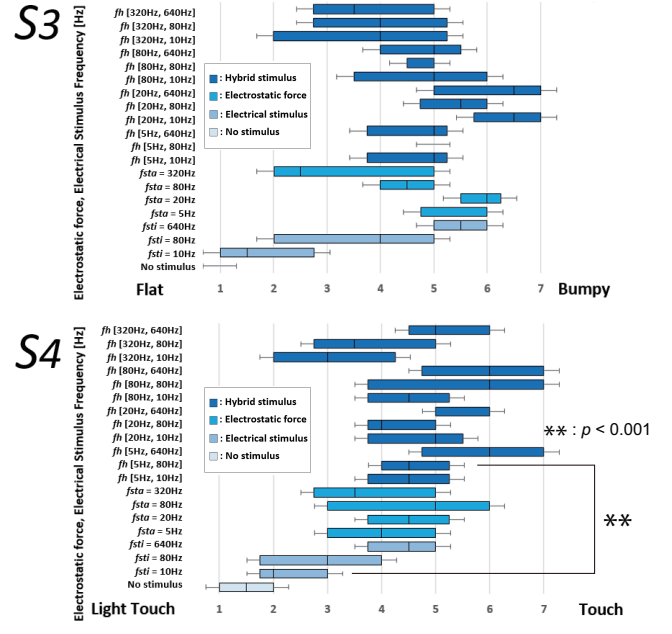 S3
Electrostatic force, Electrical Stimulus Frequency [Hz]
fh [320Hz, 640Hz]
fh [320Hz, 80Hz]
fh [320Hz, 10Hz]
fh [80Hz, 640Hz]
fh [80Hz, 80Hz]
fh [80Hz, 10Hz]
fh [20Hz, 640Hz]
fh [20Hz, 80Hz]
fh [20Hz, 10Hz]
fh [5Hz, 640Hz]
fh [5Hz, 80Hz]
fh [5Hz, 10Hz]
fsta = 320Hz
fsta = 80Hz
fsta = 20Hz
fsta = 5Hz
fsti = 640Hz
fsti = 80Hz
fsti = 10Hz
No stimulus
: Hybrid stimulus
: Electrostatic force
: Electrical stimulus
: No stimulus
1 2 3 4 5 6 7
Flat Bumpy
S4
Electrostatic force, Electrical Stimulus Frequency [Hz]
fh [320Hz, 640Hz]
fh [320Hz, 80Hz]
fh [320Hz, 10Hz]
fh [80Hz, 640Hz]
fh [80Hz, 80Hz]
fh [80Hz, 10Hz]
fh [20Hz, 640Hz]
fh [20Hz, 80Hz]
fh [20Hz, 10Hz]
fh [5Hz, 640Hz]
fh [5Hz, 80Hz]
fh [5Hz, 10Hz]
fsta = 320Hz
fsta = 80Hz
fsta = 20Hz
fsta = 5Hz
fsti = 640Hz
fsti = 80Hz
fsti = 10Hz
No stimulus
: Hybrid stimulus
: Electrostatic force
: Electrical stimulus
: No stimulus
** : p < 0.001
**
1 2 3 4 5 6 7
Light Touch Touch